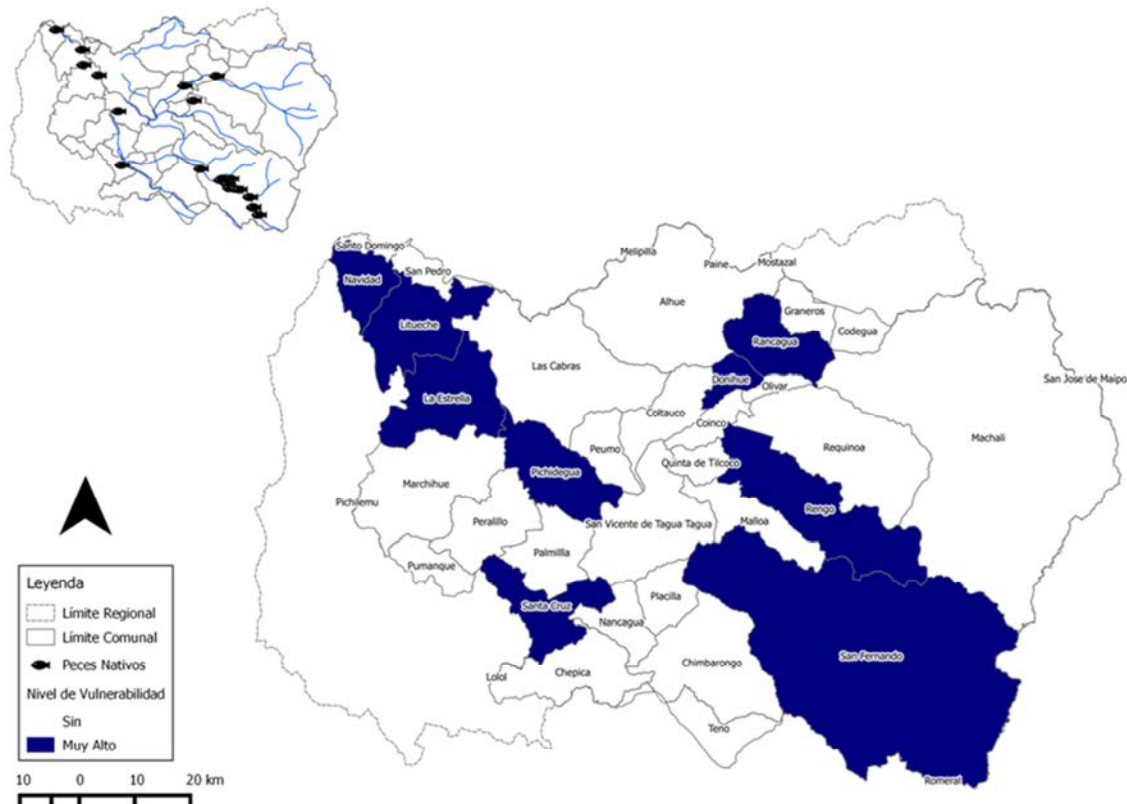 Santo Domingo
Navidad
San Pedro
Melipilla
Paine
Mostazal
Litueche
Alhue
Graneros
Codegua
Rancagua
Las Cabras
San Jose de Maipo
Donihue
Olivar
La Estrella
Coltauco
Coinco
Machali
Peumo
Requinoa
Quinta de Tilcoco
Pichidegua
Marchihue
Pichilemu
Rengo
Peralillo
San Vicente de Tagua Tagua
Malloa
Palmillla
Pumanque
Placilla
Santa Cruz
Nancagua
San Fernando
Chimbarongo
Lolol
Chepica
Teno
Romeral
Leyenda
Límite Regional
Límite Comunal
Peces Nativos
Nivel de Vulnerabilidad
Sin
Muy Alto
10 0 10 20 km